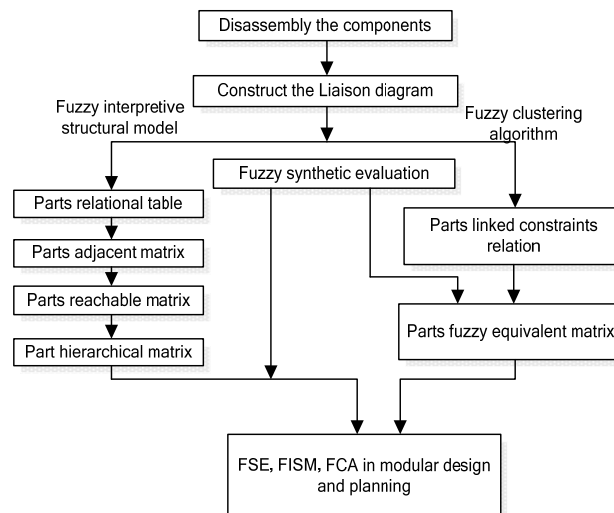 Disassembly the components
Construct the Liaison diagram
Fuzzy interpretive
structural model
Fuzzy clustering
algorithm
Fuzzy synthetic evaluation
Parts relational table
Parts adjacent matrix
Parts reachable matrix
Part hierarchical matrix
Parts linked constraints
relation
Parts fuzzy equivalent matrix
FSE, FISM, FCA in modular design
and planning